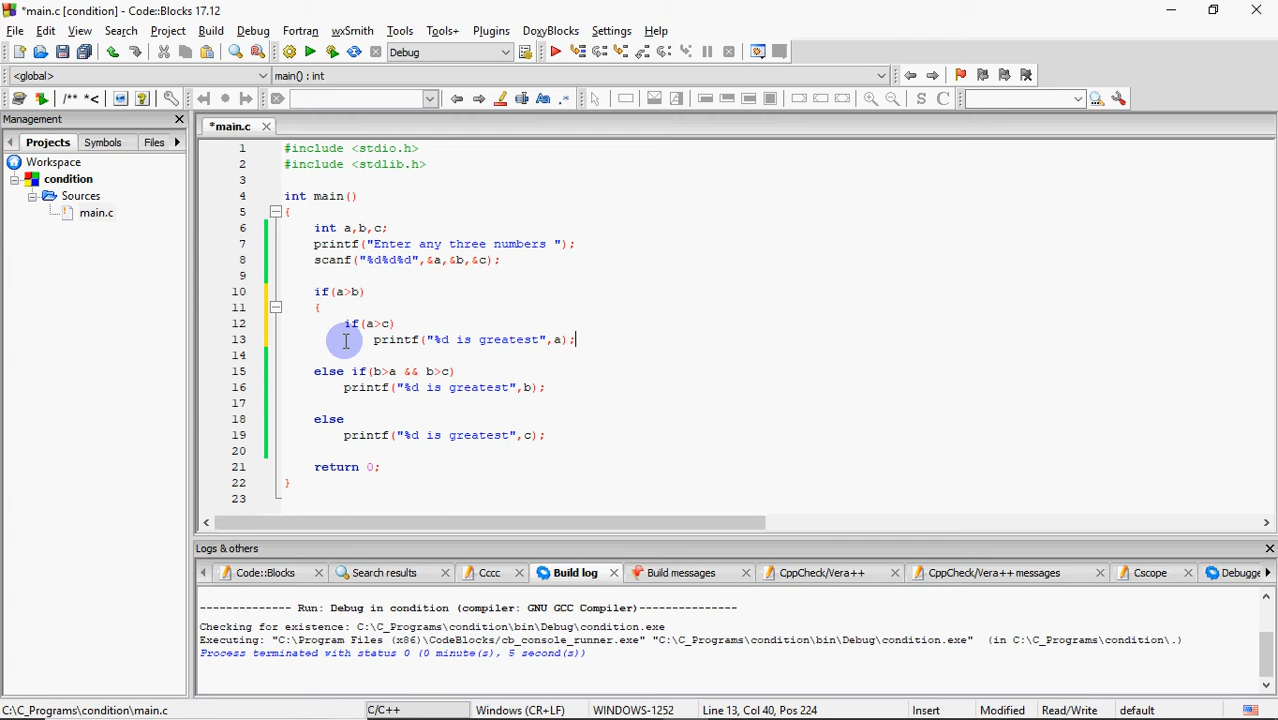 *main.c [condition] - Code::Blocks 17.12
File Edit View Search Project Build Debug Fortran wxSmith Tools Tools+ Plugins DoxyBlocks Settings Help
Debug
<global> main() : int
/** *< S C
Management
Projects Symbols Files
*main.c
Workspace
condition
Sources
main.c
1 #include <stdio.h>
2 #include <stdlib.h>
3
4 int main()
5 {
6 int a,b,c;
7 printf("Enter any three numbers ");
8 scanf("%d%d%d",&a,&b,&c);
9
10 if(a>b)
11 {
12 if(a>c)
13 printf("%d is greatest",a);
14
15 else if(b>a && b>c)
16 printf("%d is greatest",b);
17
18 else
19 printf("%d is greatest",c);
20
21 return 0;
22 }
23
Logs & others
Code::Blocks Search results Cccc Build log Build messages CppCheck/Vera++ CppCheck/Vera++ messages Cscope Debugge
-------------- Run: Debug in condition (compiler: GNU GCC Compiler)---------------
Checking for existence: C:\C_Programs\condition\bin\Debug\condition.exe
Executing: "C:\Program Files (x86)\CodeBlocks/cb_console_runner.exe" "C:\C_Programs\condition\bin\Debug\condition.exe" (in C:\C_Programs\condition\.)
Process terminated with status 0 (0 minute(s), 5 second(s))
C:\C_Programs\condition\main.c C/C++ Windows (CR+LF) WINDOWS-1252 Line 13, Col 40, Pos 224 Insert Modified Read/Write default